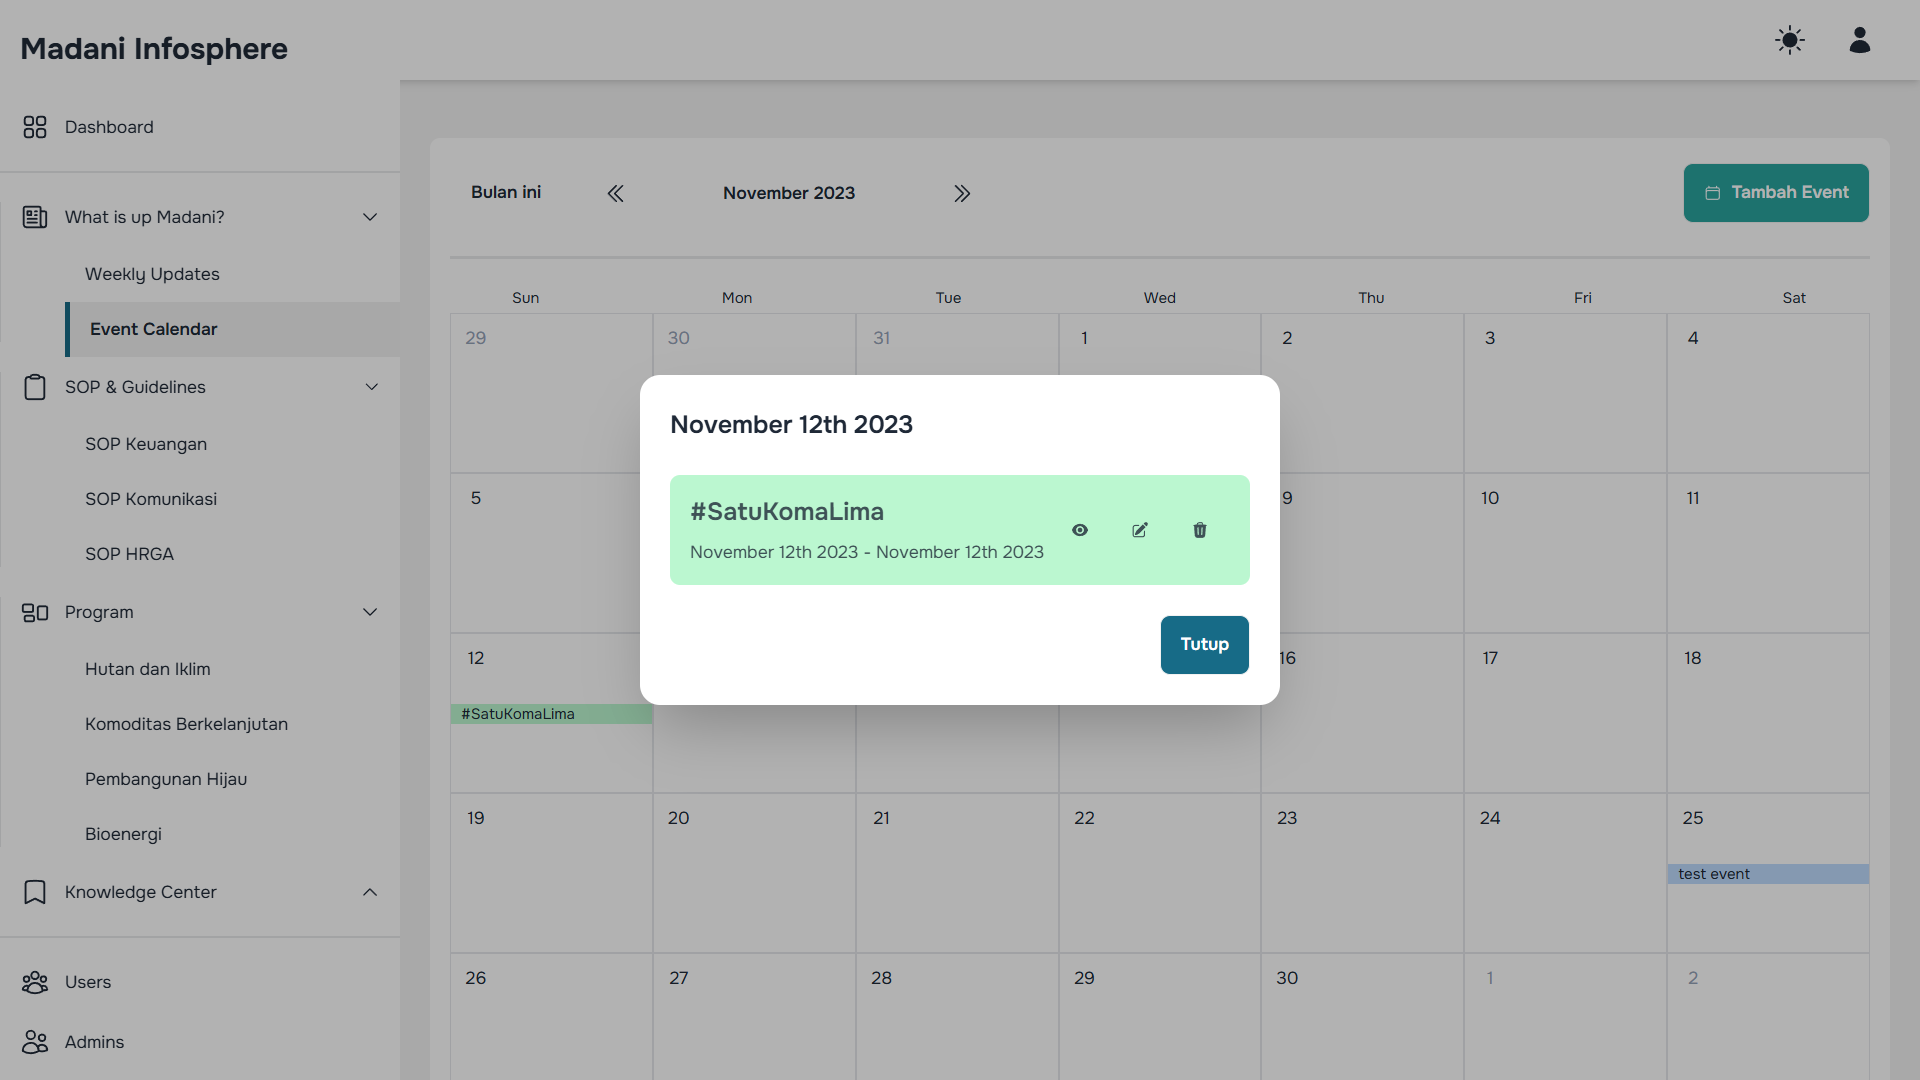 Madani Infosphere
Dashboard
What is up Madani?
Weekly Updates
Event Calendar
SOP & Guidelines
SOP Keuangan
SOP Komunikasi
SOP HRGA
Program
Hutan dan Iklim
Komoditas Berkelanjutan
Pembangunan Hijau
Bioenergi
Knowledge Center
Users
Admins
Bulan ini
November 2023
Tambah Event
Sun Mon Tue Wed Thu Fri Sat
29 30 31 1 2 3 4
5 9 10 11
12 16 17 18
#SatuKomaLima
19 20 21 22 23 24 25
test event
26 27 28 29 30 1 2
November 12th 2023
#SatuKomaLima
November 12th 2023 - November 12th 2023
Tutup